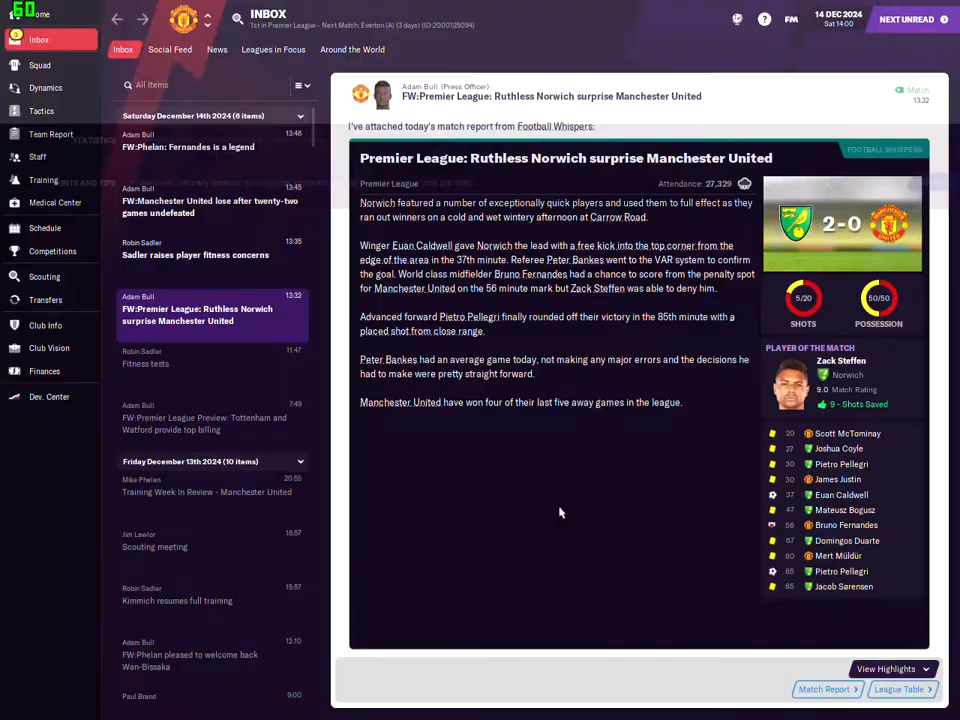 60
ome
INBOX
1st in Premier League - Next Match: Everton (A) (3 days) (ID:2000125094)
FM
14 DEC 2024
Sat 14:00
NEXT UNREAD
3
Inbox
Squad
Dynamics
Tactics
Team Report
Staff
Training
Medical Center
Schedule
Competitions
Scouting
Transfers
Club Info
Club Vision
Finances
Dev. Center
Inbox
Social Feed
News
Leagues in Focus
Around the World
All Items
Saturday December 14th 2024 (6 items)
Adam Bull
13:46
FW:Phelan: Fernandes is a legend
Adam Bull
13:45
FW:Manchester United lose after twenty-two
games undefeated
Robin Sadler
13:35
Sadler raises player fitness concerns
Adam Bull
13:32
FW:Premier League: Ruthless Norwich
surprise Manchester United
Robin Sadler
11:47
Fitness tests
Adam Bull
7:49
FW:Premier League Preview: Tottenham and
Watford provide top billing
Friday December 13th 2024 (10 items)
Mike Phelan
20:55
Training Week In Review - Manchester United
Jim Lawlor
16:57
Scouting meeting
Robin Sadler
15:57
Kimmich resumes full training
Adam Bull
12:10
FW:Phelan pleased to welcome back
Wan-Bissaka
Paul Brand
9:00
Adam Bull (Press Officer)
FW:Premier League: Ruthless Norwich surprise Manchester United
Match
13:32
I've attached today's match report from Football Whispers:
FOOTBALL WHISPERS
Premier League: Ruthless Norwich surprise Manchester United
Premier League
Attendance: 27,329
Norwich featured a number of exceptionally quick players and used them to full effect as they
ran out winners on a cold and wet wintery afternoon at Carrow Road.
Winger Euan Caldwell gave Norwich the lead with a free kick into the top corner from the
edge of the area in the 37th minute. Referee Peter Bankes went to the VAR system to confirm
the goal. World class midfielder Bruno Fernandes had a chance to score from the penalty spot
for Manchester United on the 56 minute mark but Zack Steffen was able to deny him.
Advanced forward Pietro Pellegri finally rounded off their victory in the 85th minute with a
placed shot from close range.
Peter Bankes had an average game today, not making any major errors and the decisions he
had to make were pretty straight forward.
Manchester United have won four of their last five away games in the league.
2-0
5/20
SHOTS
50/50
POSSESSION
PLAYER OF THE MATCH
Zack Steffen
Norwich
9.0 Match Rating
9 - Shots Saved
20 Scott McTominay
27 Joshua Coyle
30 Pietro Pellegri
30 James Justin
37 Euan Caldwell
47 Mateusz Bogusz
56 Bruno Fernandes
67 Domingos Duarte
80 Mert Müldür
85 Pietro Pellegri
85 Jacob Sørensen
View Highlights
Match Report
League Table